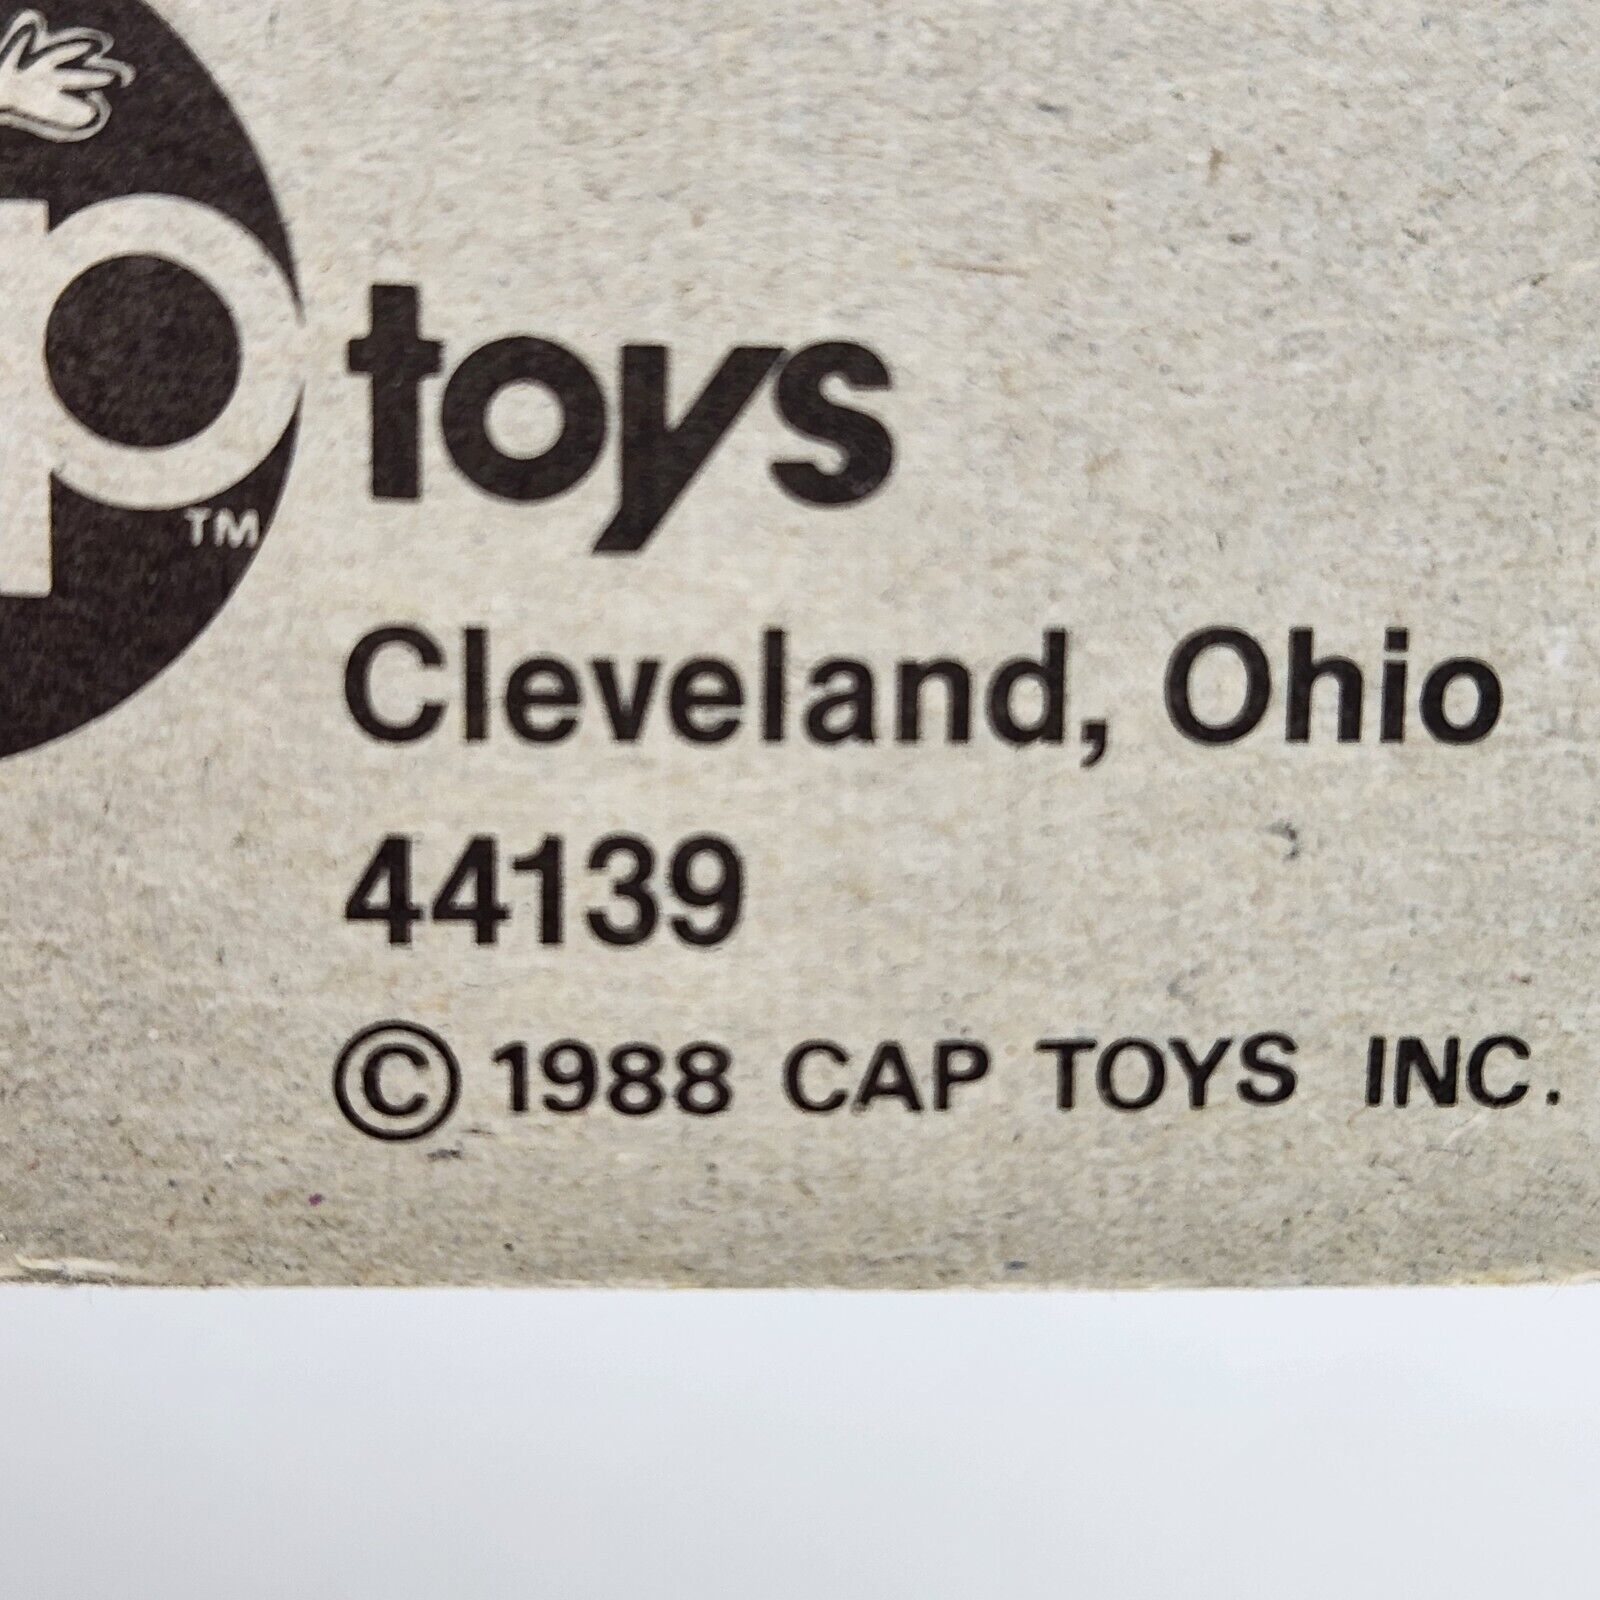 p toys
TM
Cleveland, Ohio
44139
© 1988 CAP TOYS INC.